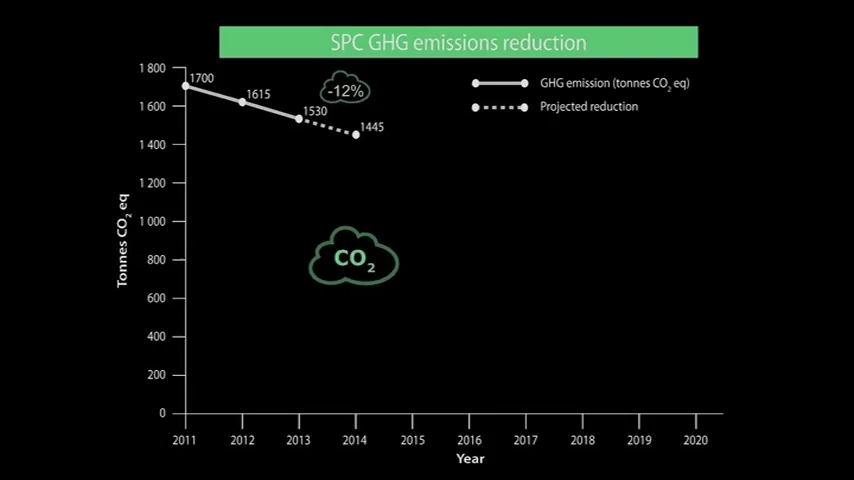 SPC GHG emissions reduction
GHG emission (tonnes CO₂ eq)
Projected reduction
1700
1615
1530
1445
-12%
CO₂
Tonnes CO₂ eq
1 800
1 600
1 400
1 200
1 000
800
600
400
200
0
2011 2012 2013 2014 2015 2016 2017 2018 2019 2020
Year